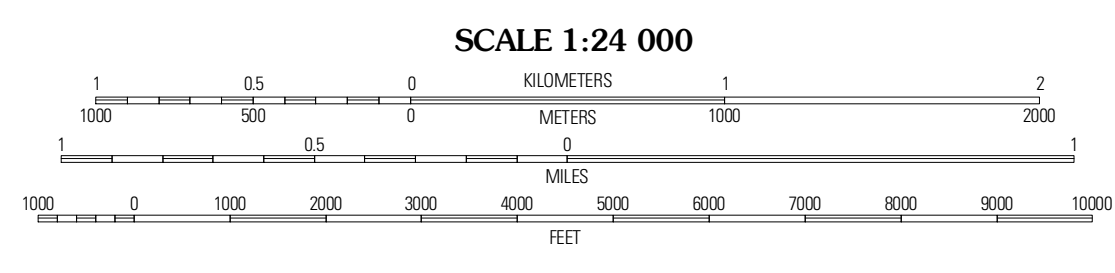 SCALE 1:24 000
1 0.5 0 KILOMETERS 1 2
1000 500 0 METERS 1000 2000
1 0.5 0 1
MILES
1000 0 1000 2000 3000 4000 5000 6000 7000 8000 9000 10000
FEET